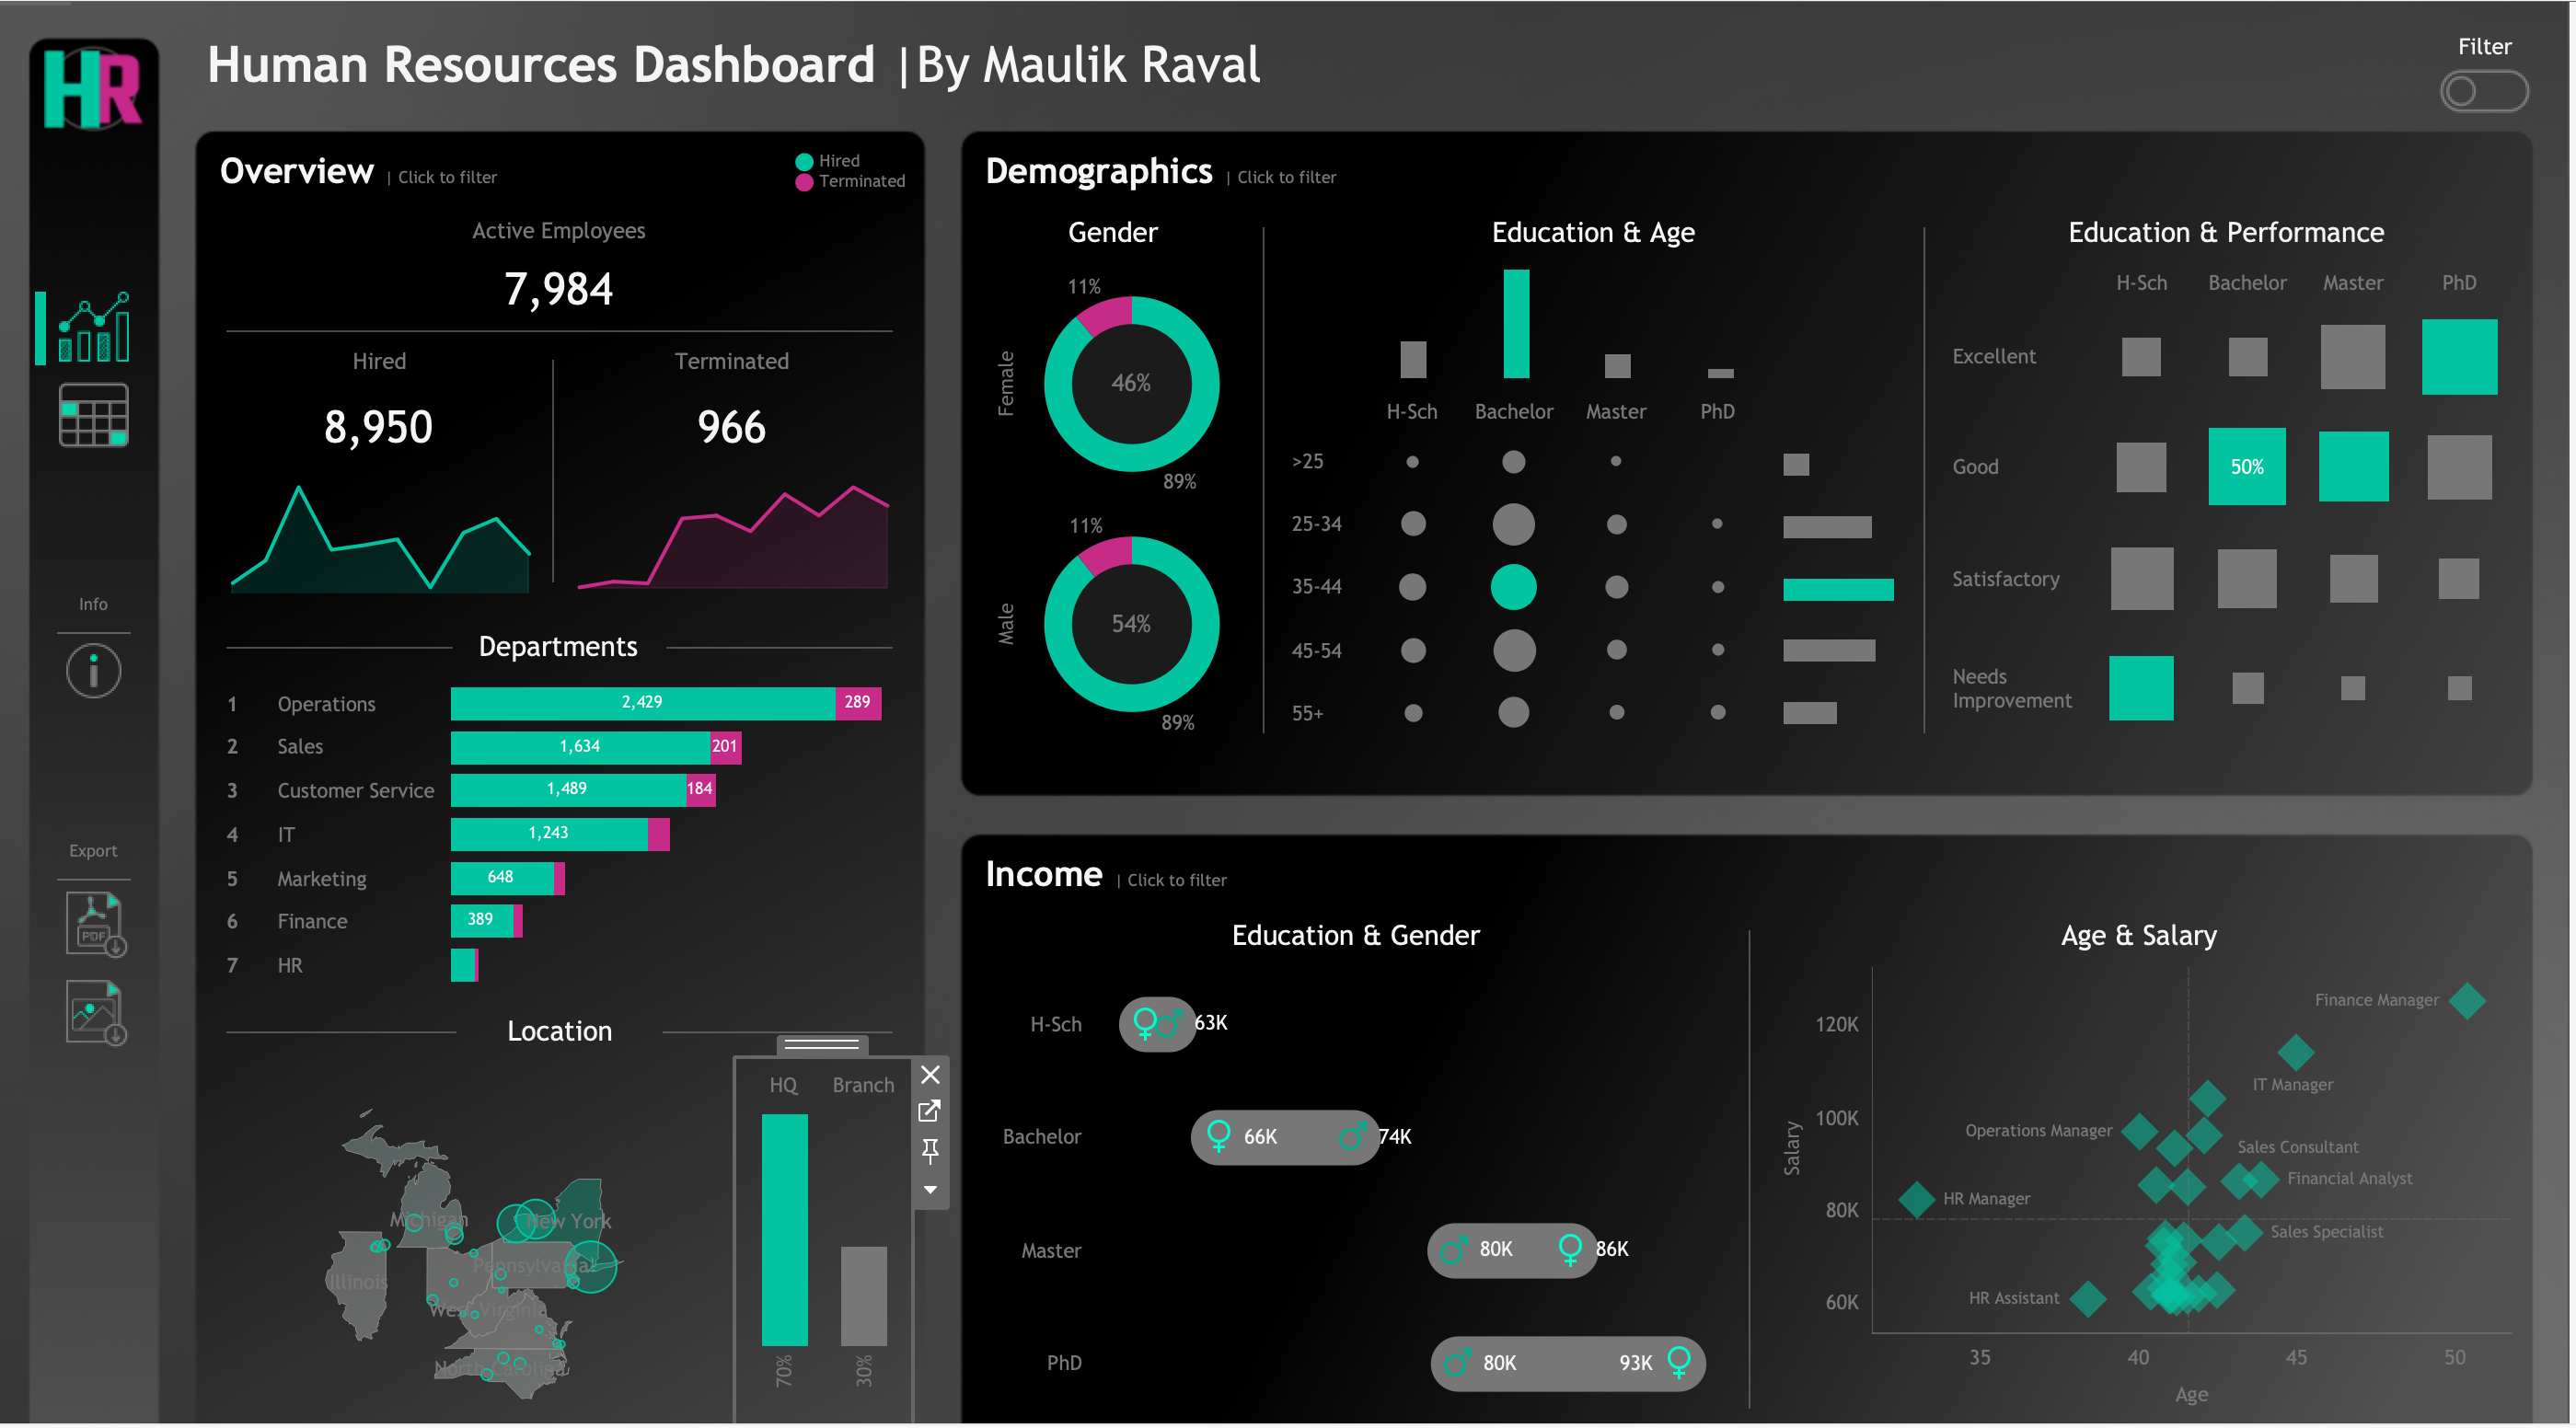 HR
Human Resources Dashboard |By Maulik Raval
Filter
Info
Export
PDF
Overview | Click to filter
Hired
Terminated
Active Employees
7,984
Hired
8,950
Terminated
966
Departments
1 Operations 2,429 289
2 Sales 1,634 201
3 Customer Service 1,489 184
4 IT 1,243
5 Marketing 648
6 Finance 389
7 HR
Location
Michigan
New York
Illinois
Pennsylvania
West Virginia
North Carolina
HQ Branch
70% 30%
Demographics | Click to filter
Gender
Female
11%
46%
89%
Male
11%
54%
89%
Education & Age
H-Sch Bachelor Master PhD
>25
25-34
35-44
45-54
55+
Education & Performance
H-Sch Bachelor Master PhD
Excellent
Good 50%
Satisfactory
Needs
Improvement
Income | Click to filter
Education & Gender
H-Sch 63K
Bachelor 66K 74K
Master 80K 86K
PhD 80K 93K
Age & Salary
Salary
120K
100K
80K
60K
Finance Manager
IT Manager
Operations Manager
Sales Consultant
Financial Analyst
HR Manager
Sales Specialist
HR Assistant
35 40 45 50
Age